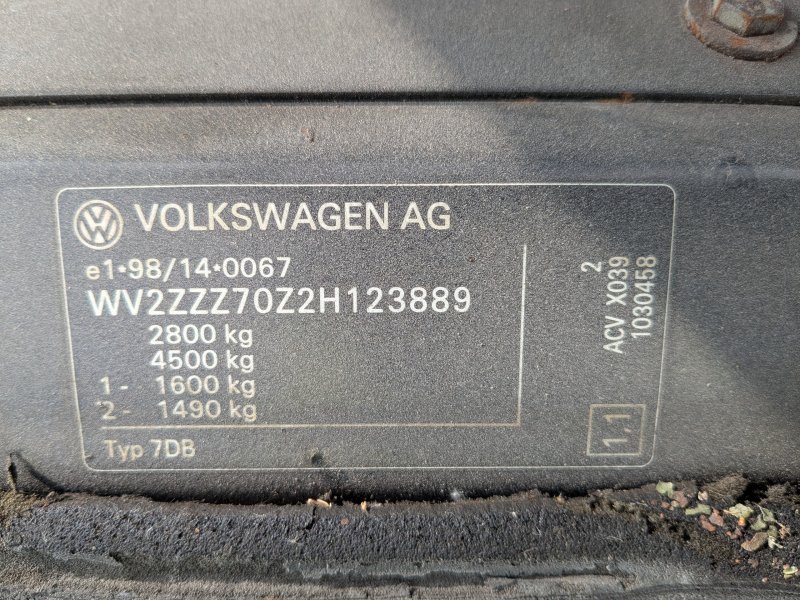 VOLKSWAGEN AG
e1*98/14*0067
WV2ZZZ70Z2H123889
2800 kg
4500 kg
1 - 1600 kg
2 - 1490 kg
Typ 7DB
2
ACV X039
1030458
1.1